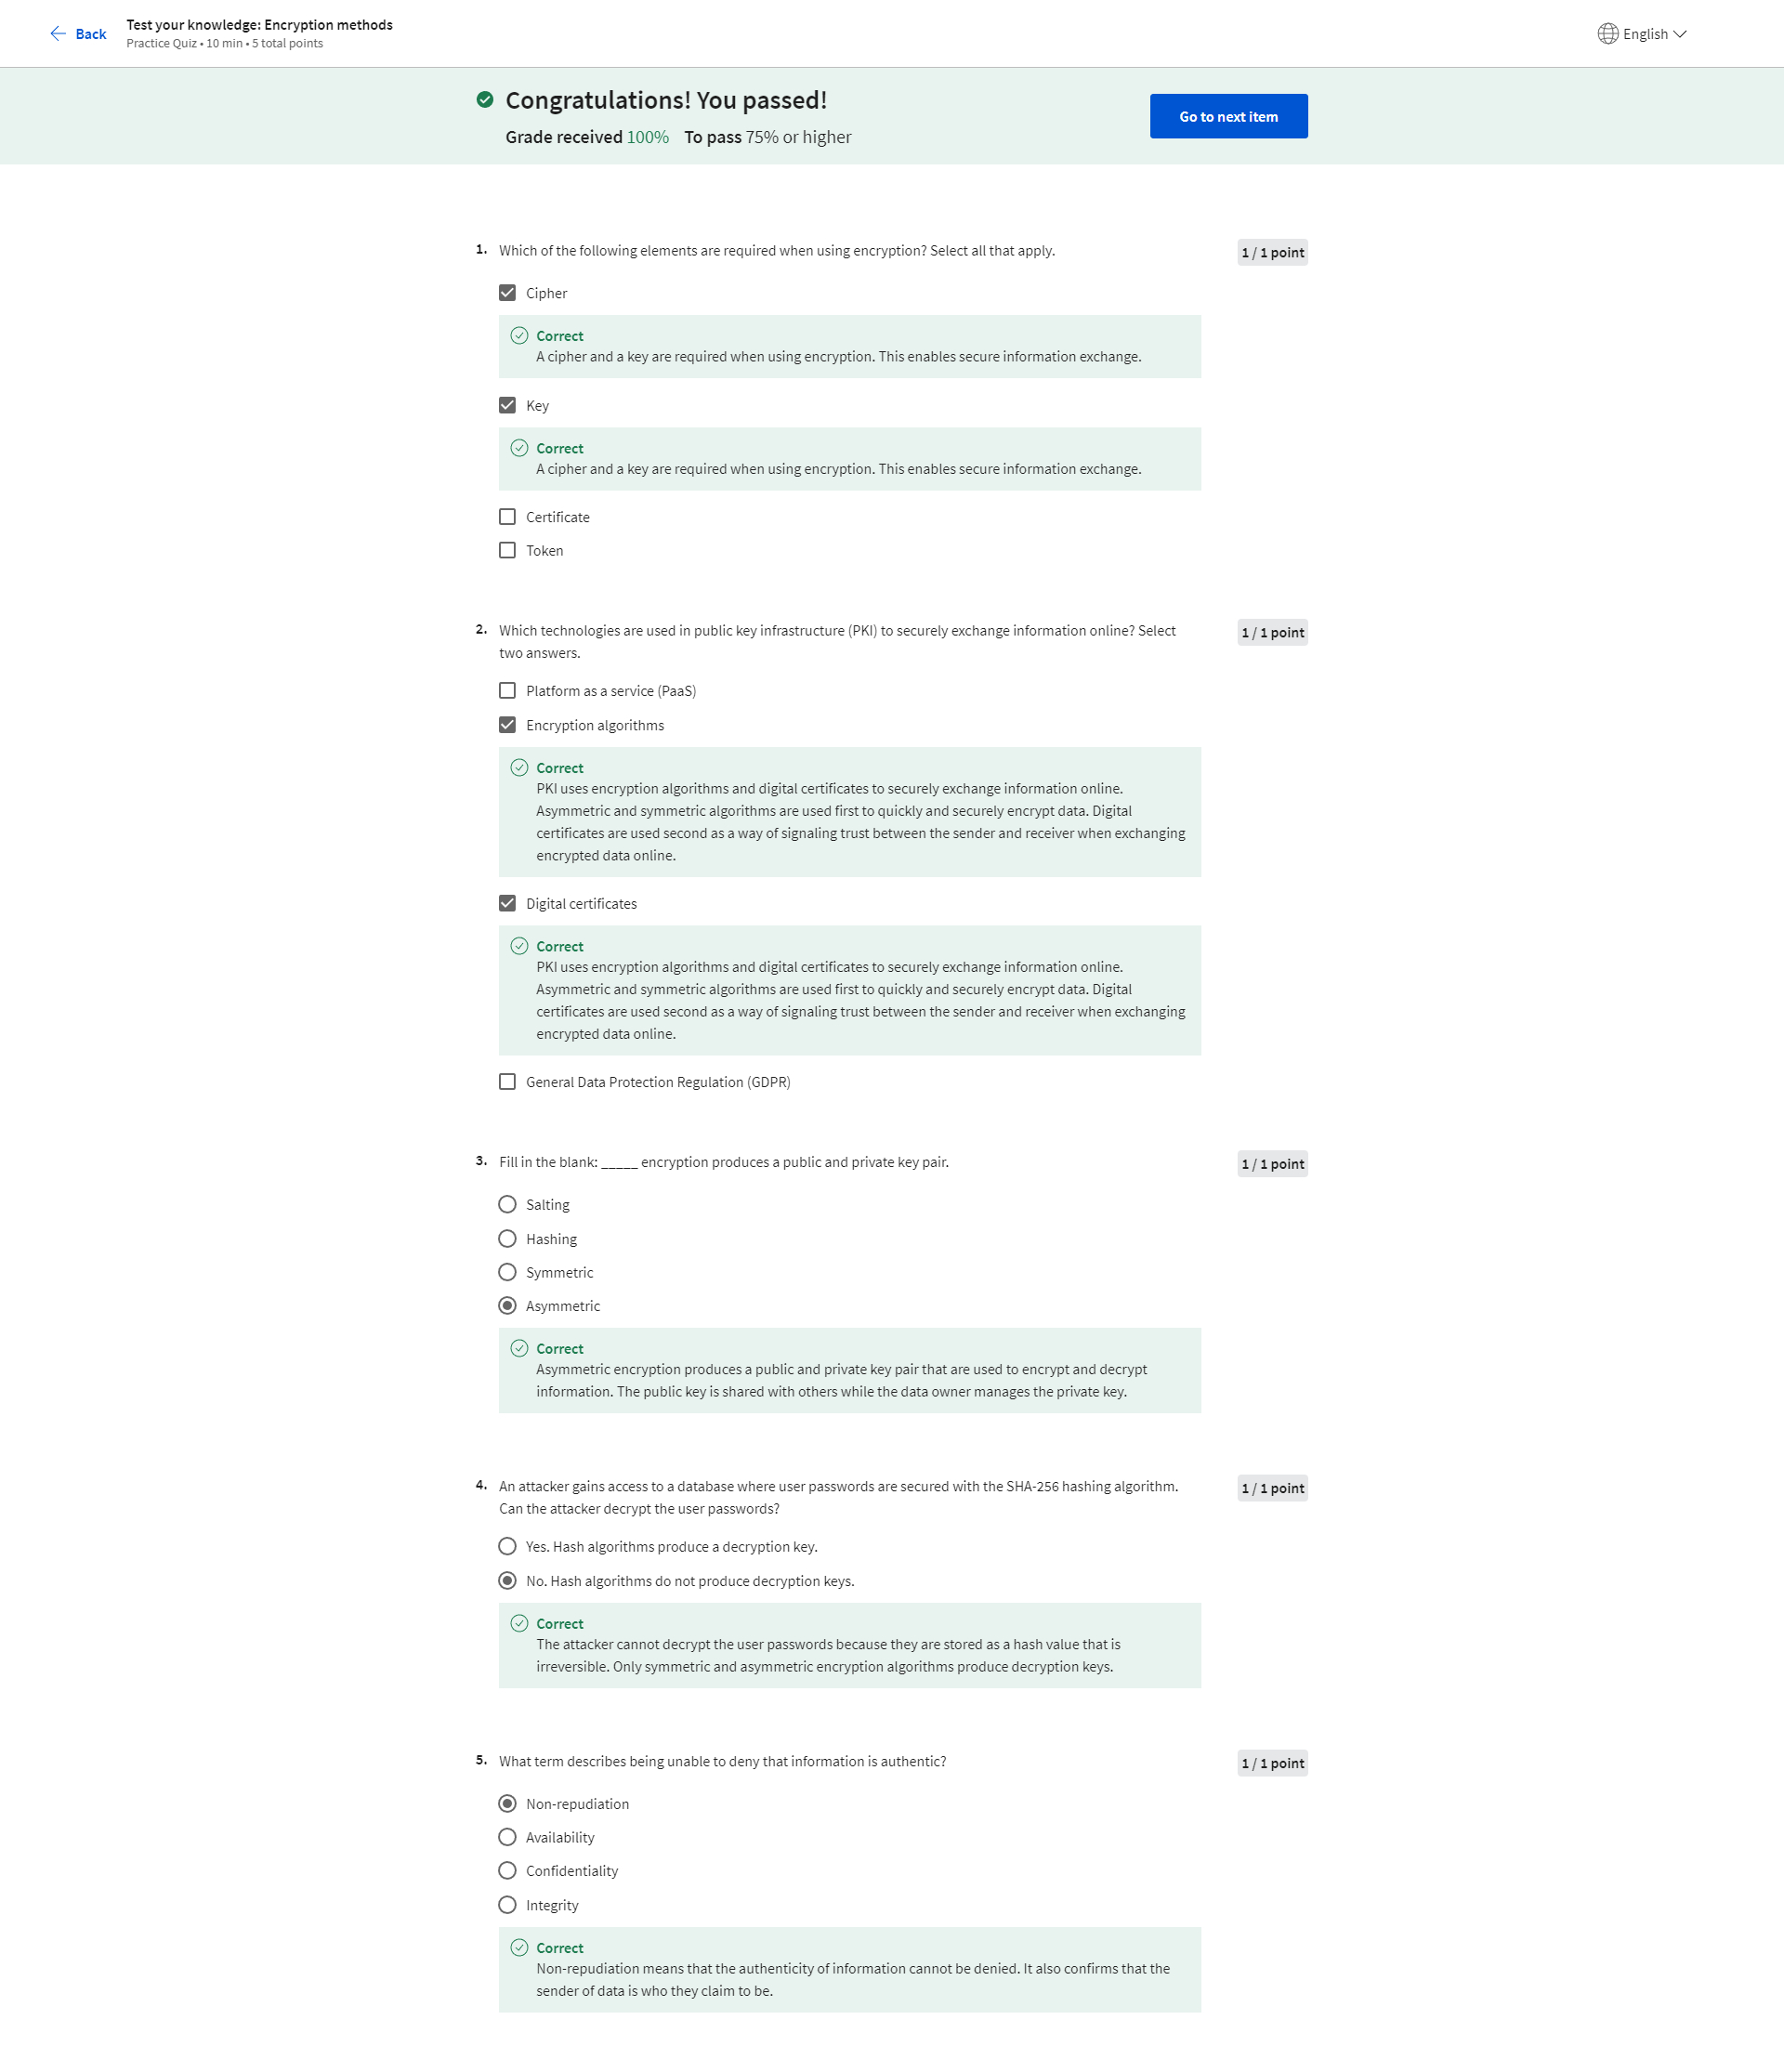 Back
Test your knowledge: Encryption methods
Practice Quiz • 10 min • 5 total points
English
Congratulations! You passed!
Grade received 100% To pass 75% or higher
Go to next item
1. Which of the following elements are required when using encryption? Select all that apply.
1 / 1 point
Cipher
Correct
A cipher and a key are required when using encryption. This enables secure information exchange.
Key
Correct
A cipher and a key are required when using encryption. This enables secure information exchange.
Certificate
Token
2. Which technologies are used in public key infrastructure (PKI) to securely exchange information online? Select
two answers.
1 / 1 point
Platform as a service (PaaS)
Encryption algorithms
Correct
PKI uses encryption algorithms and digital certificates to securely exchange information online.
Asymmetric and symmetric algorithms are used first to quickly and securely encrypt data. Digital
certificates are used second as a way of signaling trust between the sender and receiver when exchanging
encrypted data online.
Digital certificates
Correct
PKI uses encryption algorithms and digital certificates to securely exchange information online.
Asymmetric and symmetric algorithms are used first to quickly and securely encrypt data. Digital
certificates are used second as a way of signaling trust between the sender and receiver when exchanging
encrypted data online.
General Data Protection Regulation (GDPR)
3. Fill in the blank: _____ encryption produces a public and private key pair.
1 / 1 point
Salting
Hashing
Symmetric
Asymmetric
Correct
Asymmetric encryption produces a public and private key pair that are used to encrypt and decrypt
information. The public key is shared with others while the data owner manages the private key.
4. An attacker gains access to a database where user passwords are secured with the SHA-256 hashing algorithm.
Can the attacker decrypt the user passwords?
1 / 1 point
Yes. Hash algorithms produce a decryption key.
No. Hash algorithms do not produce decryption keys.
Correct
The attacker cannot decrypt the user passwords because they are stored as a hash value that is
irreversible. Only symmetric and asymmetric encryption algorithms produce decryption keys.
5. What term describes being unable to deny that information is authentic?
1 / 1 point
Non-repudiation
Availability
Confidentiality
Integrity
Correct
Non-repudiation means that the authenticity of information cannot be denied. It also confirms that the
sender of data is who they claim to be.